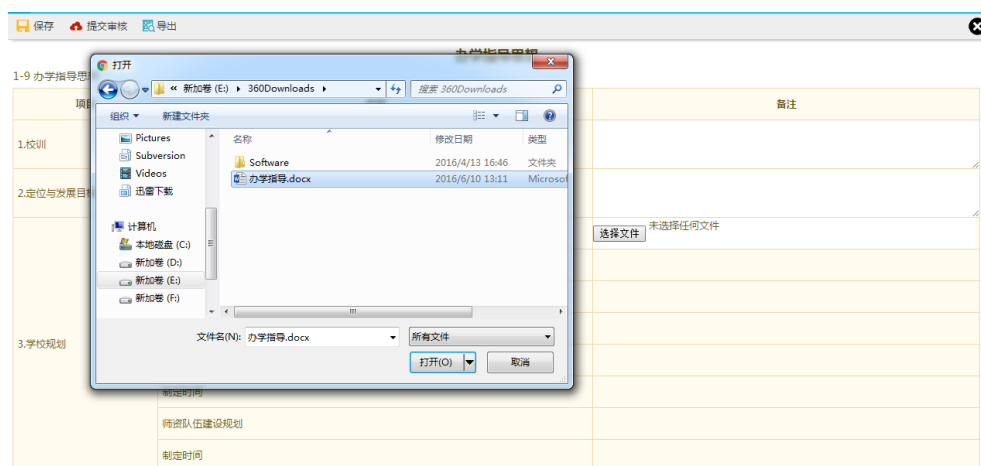 保存 提交审核 导出
办学指导思想
1-9 办学指导思
项目 备注
打开
« 新加卷 (E:) 360Downloads 搜索 360Downloads
组织 新建文件夹
名称 修改日期 类型
Pictures
Subversion
Videos
迅雷下载
计算机
本地磁盘 (C:)
新加卷 (D:)
新加卷 (E:)
新加卷 (F:)
Software 2016/4/13 16:46 文件夹
办学指导.docx 2016/6/10 13:11 Microsof
文件名(N): 办学指导.docx 所有文件
打开(O) 取消
1.校训
2.定位与发展目标
选择文件 未选择任何文件
3.学校规划
制定时间
师资队伍建设规划
制定时间